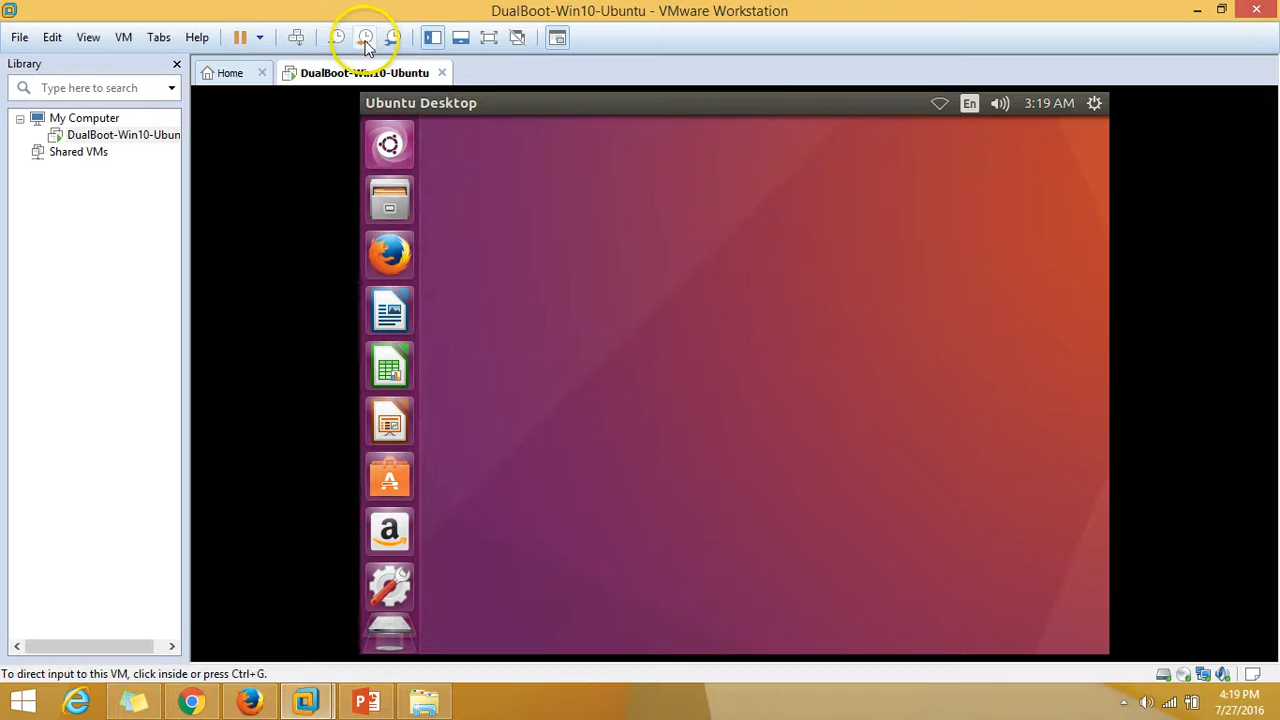 DualBoot-Win10-Ubuntu - VMware Workstation
File Edit View VM Tabs Help
Library
Home
DualBoot-Win10-Ubuntu
Type here to search
My Computer
DualBoot-Win10-Ubun
Shared VMs
Ubuntu Desktop
En
3:19 AM
To direct input to this VM, click inside or press Ctrl+G.
4:19 PM
7/27/2016